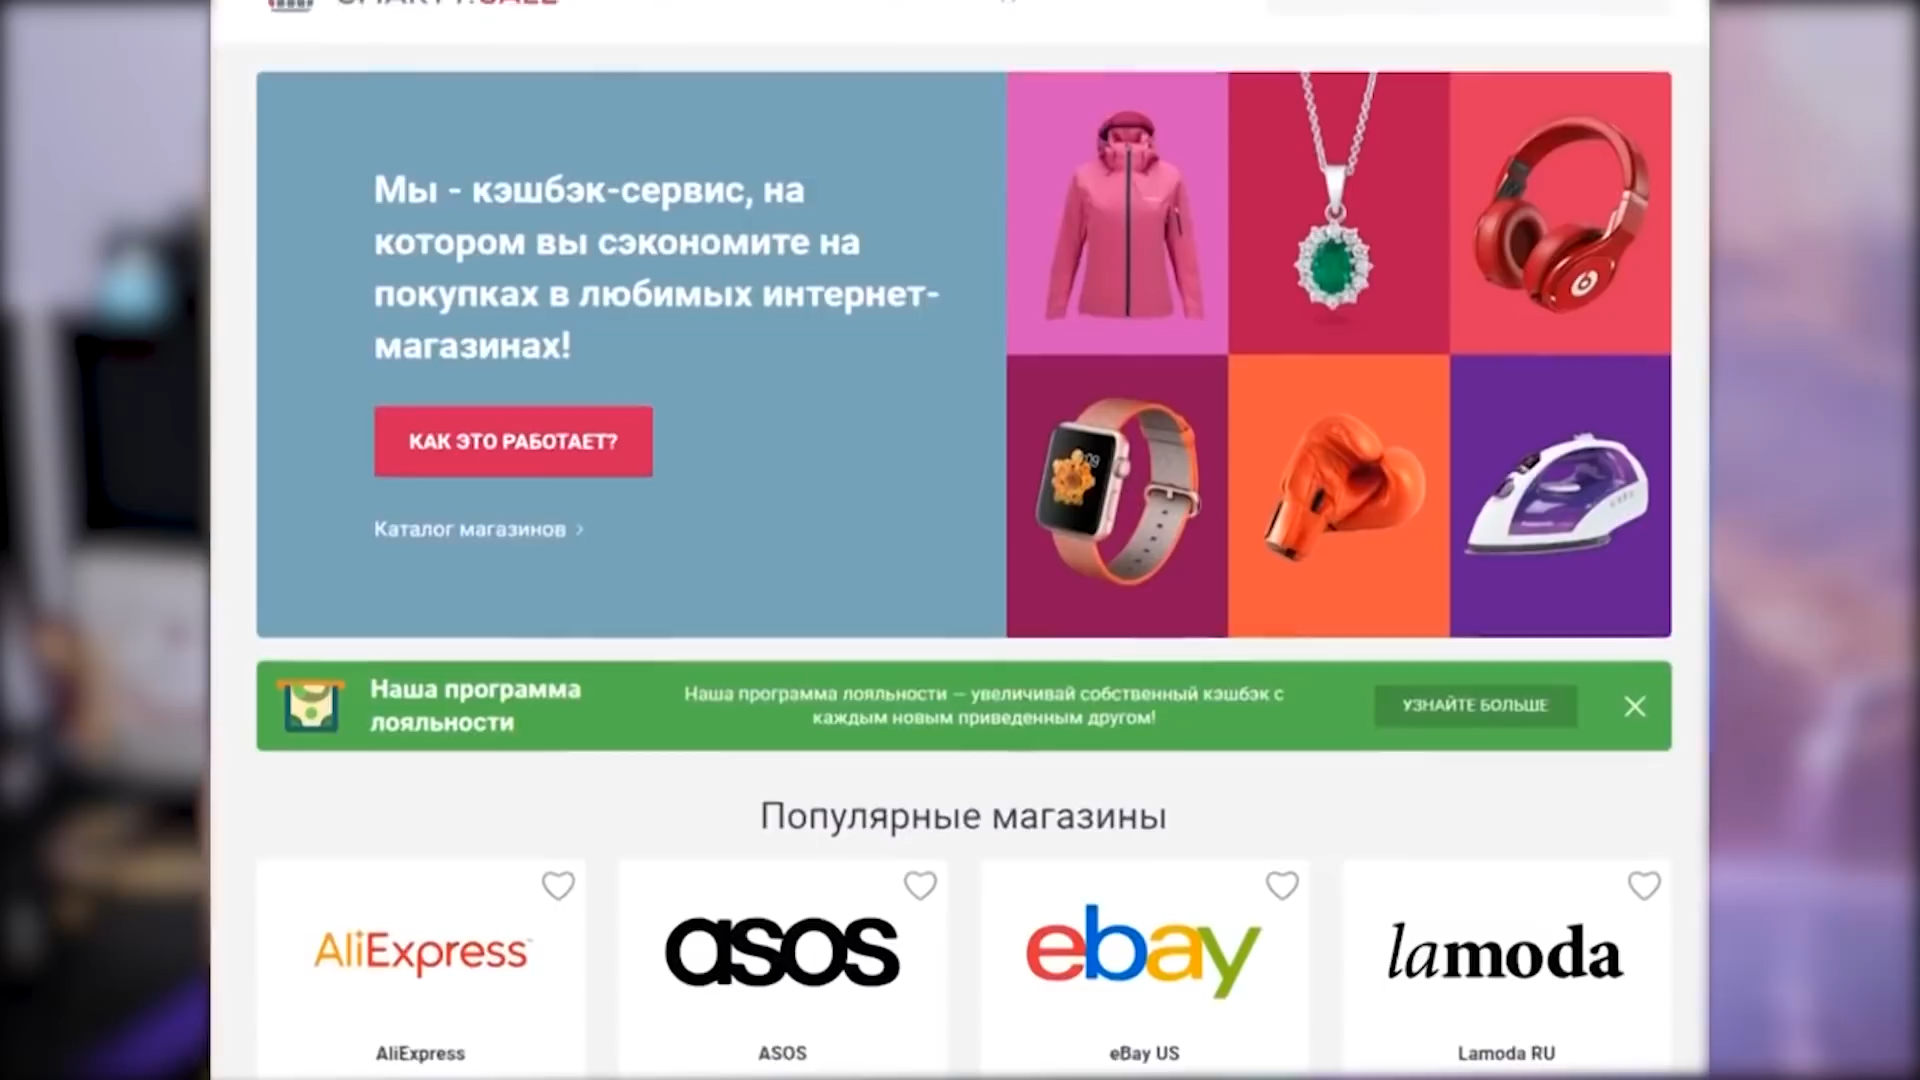 Мы - кэшбэк-сервис, на
котором вы сэкономите на
покупках в любимых интернет-
магазинах!
КАК ЭТО РАБОТАЕТ?
Каталог магазинов
Наша программа
лояльности
Наша программа лояльности — увеличивай собственный кэшбэк с
каждым новым приведенным другом!
УЗНАЙТЕ БОЛЬШЕ
Популярные магазины
AliExpress
asos
ebay
lamoda
AliExpress
ASOS
eBay US
Lamoda RU